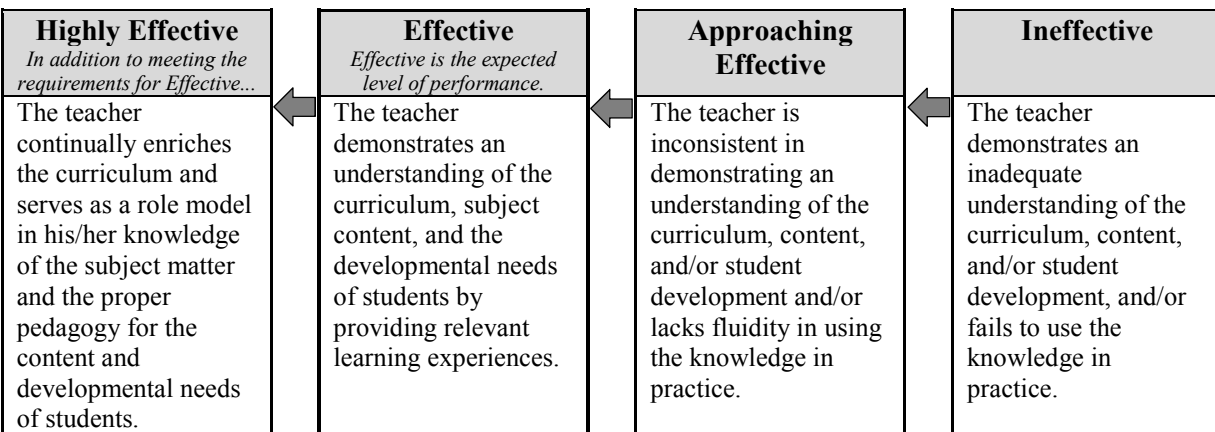 Highly Effective
In addition to meeting the
requirements for Effective...
The teacher
continually enriches
the curriculum and
serves as a role model
in his/her knowledge
of the subject matter
and the proper
pedagogy for the
content and
developmental needs
of students.
Effective
Effective is the expected
level of performance.
The teacher
demonstrates an
understanding of the
curriculum, subject
content, and the
developmental needs
of students by
providing relevant
learning experiences.
Approaching
Effective
The teacher is
inconsistent in
demonstrating an
understanding of the
curriculum, content,
and/or student
development and/or
lacks fluidity in using
the knowledge in
practice.
Ineffective
The teacher
demonstrates an
inadequate
understanding of the
curriculum, content,
and/or student
development, and/or
fails to use the
knowledge in
practice.